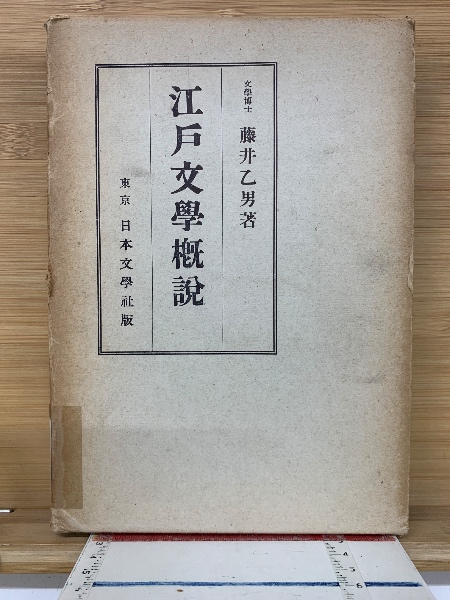 文學博士 藤井乙男著
江戸文學概說
東京 日本文學社版